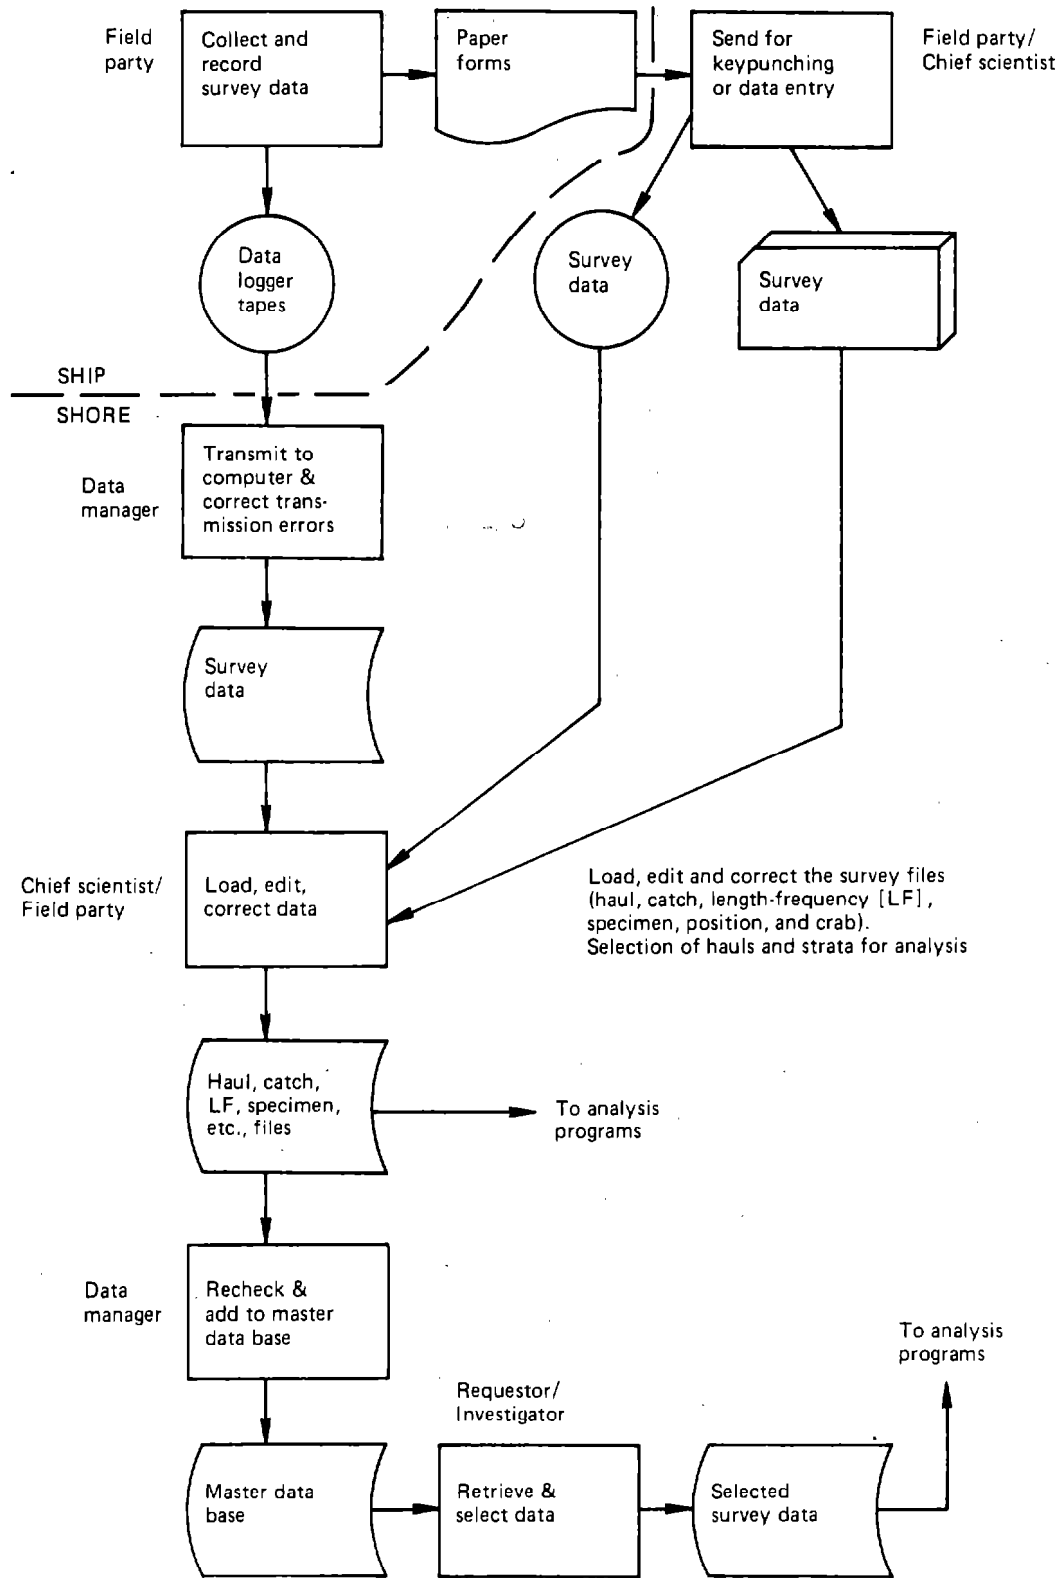 Field
party
Collect and
record
survey data
Paper
forms
Send for
keypunching
or data entry
Field party/
Chief scientist
Data
logger
tapes
Survey
data
Survey
data
SHIP
SHORE
Data
manager
Transmit to
computer &
correct trans-
mission errors
Survey
data
Chief scientist/
Field party
Load, edit,
correct data
Load, edit and correct the survey files
(haul, catch, length-frequency [LF],
specimen, position, and crab).
Selection of hauls and strata for analysis
Haul, catch,
LF, specimen,
etc., files
To analysis
programs
Data
manager
Recheck &
add to master
data base
To analysis
programs
Requestor/
Investigator
Master data
base
Retrieve &
select data
Selected
survey data